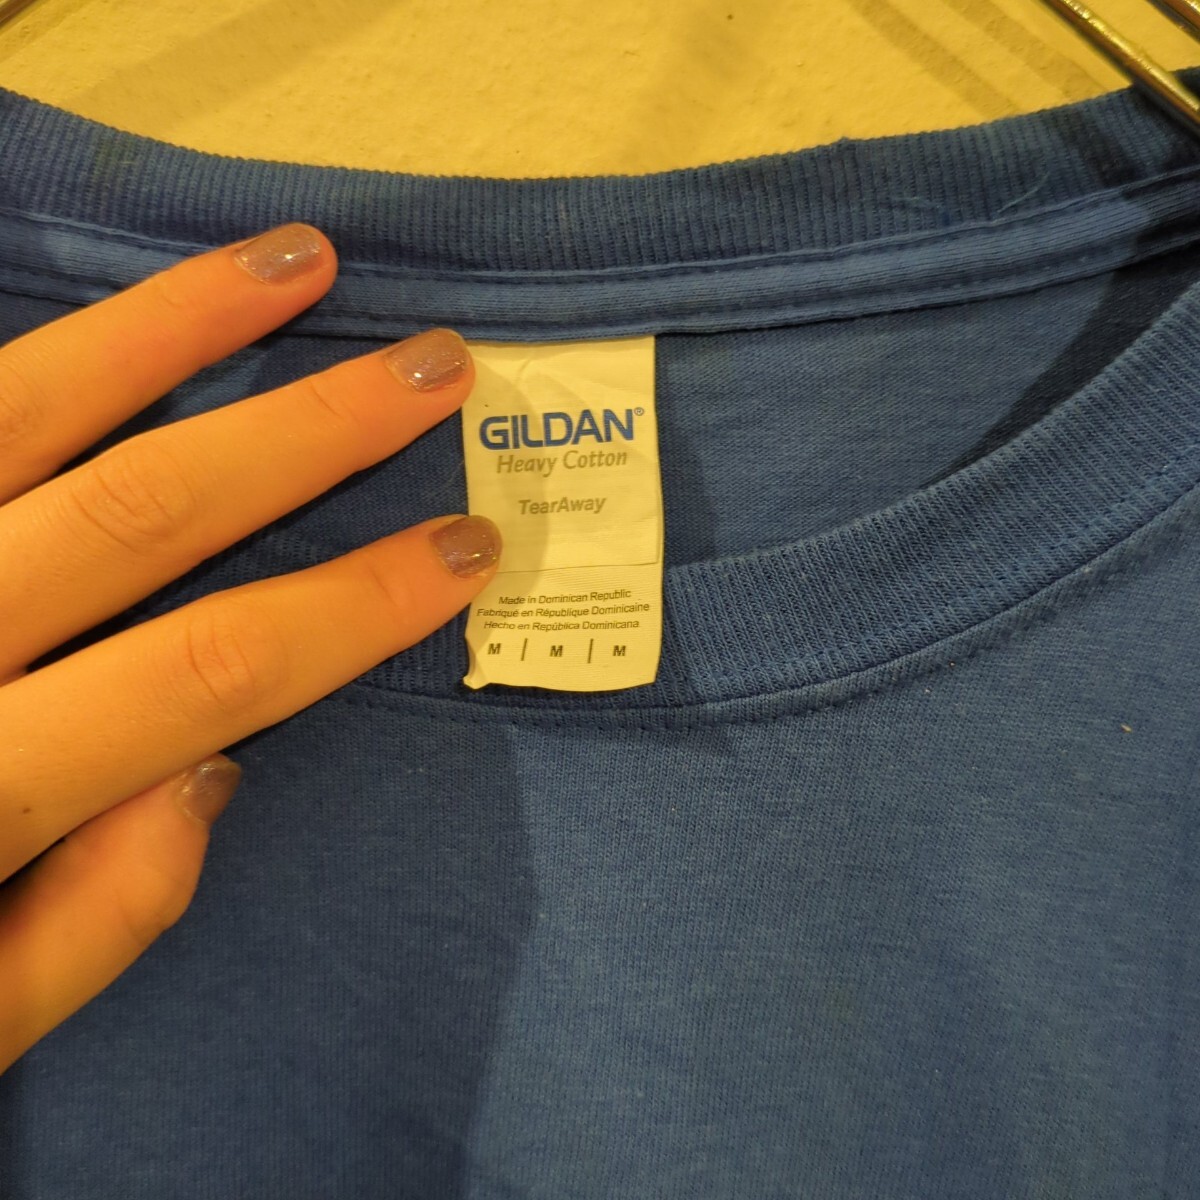 GILDAN®
Heavy Cotton
TearAway
Made in Dominican Republic
Fabriqué en République Dominicaine
Hecho en República Dominicana
M | M | M